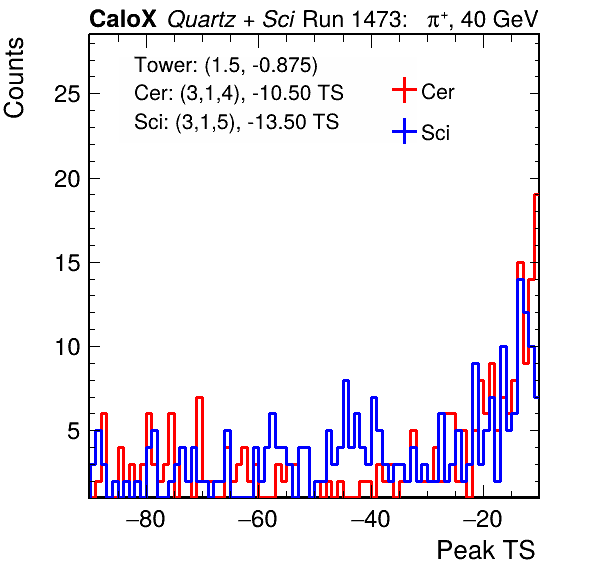 CaloX Quartz + Sci Run 1473: π⁺, 40 GeV
Counts
Tower: (1.5, -0.875)
Cer: (3,1,4), -10.50 TS
Sci: (3,1,5), -13.50 TS
Cer
Sci
25
20
15
10
5
−80 −60 −40 −20
Peak TS